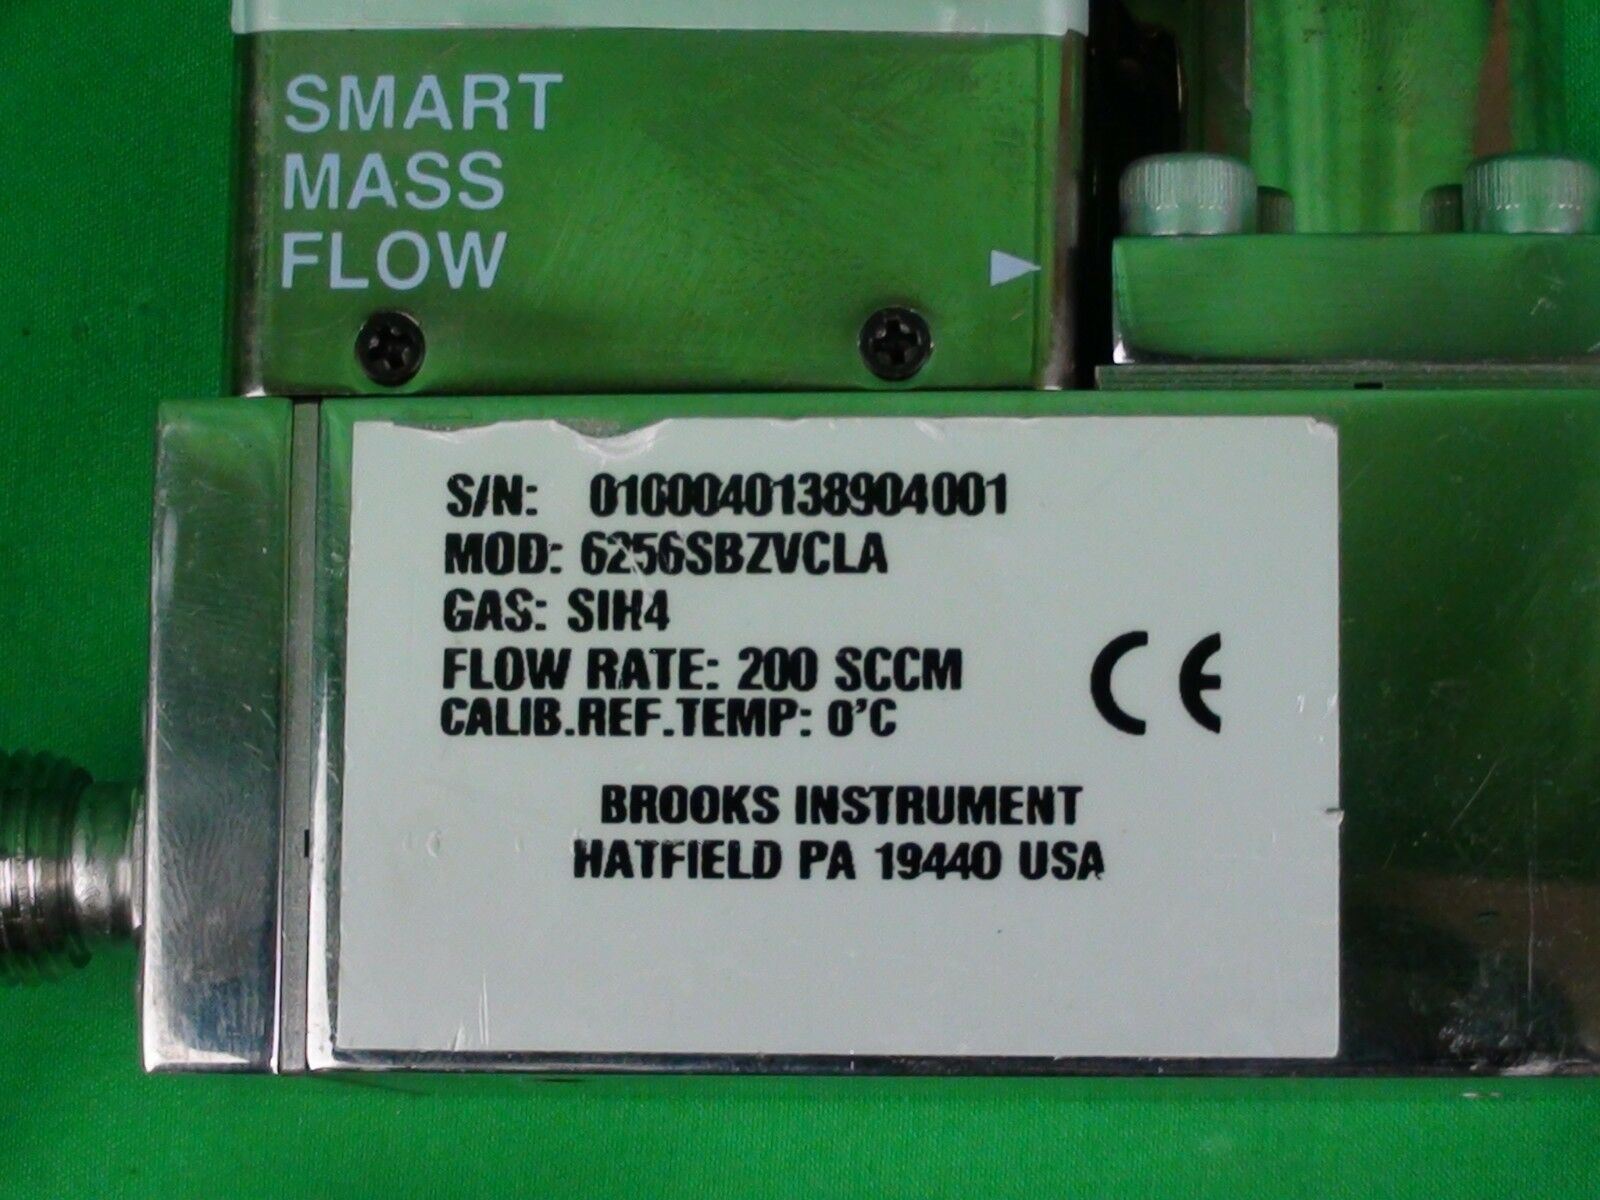 SMART
MASS
FLOW
S/N: 0100040138904001
MOD: 6256SBZVCLA
GAS: SIH4
FLOW RATE: 200 SCCM
CALIB.REF.TEMP: 0'C
CE
BROOKS INSTRUMENT
HATFIELD PA 19440 USA